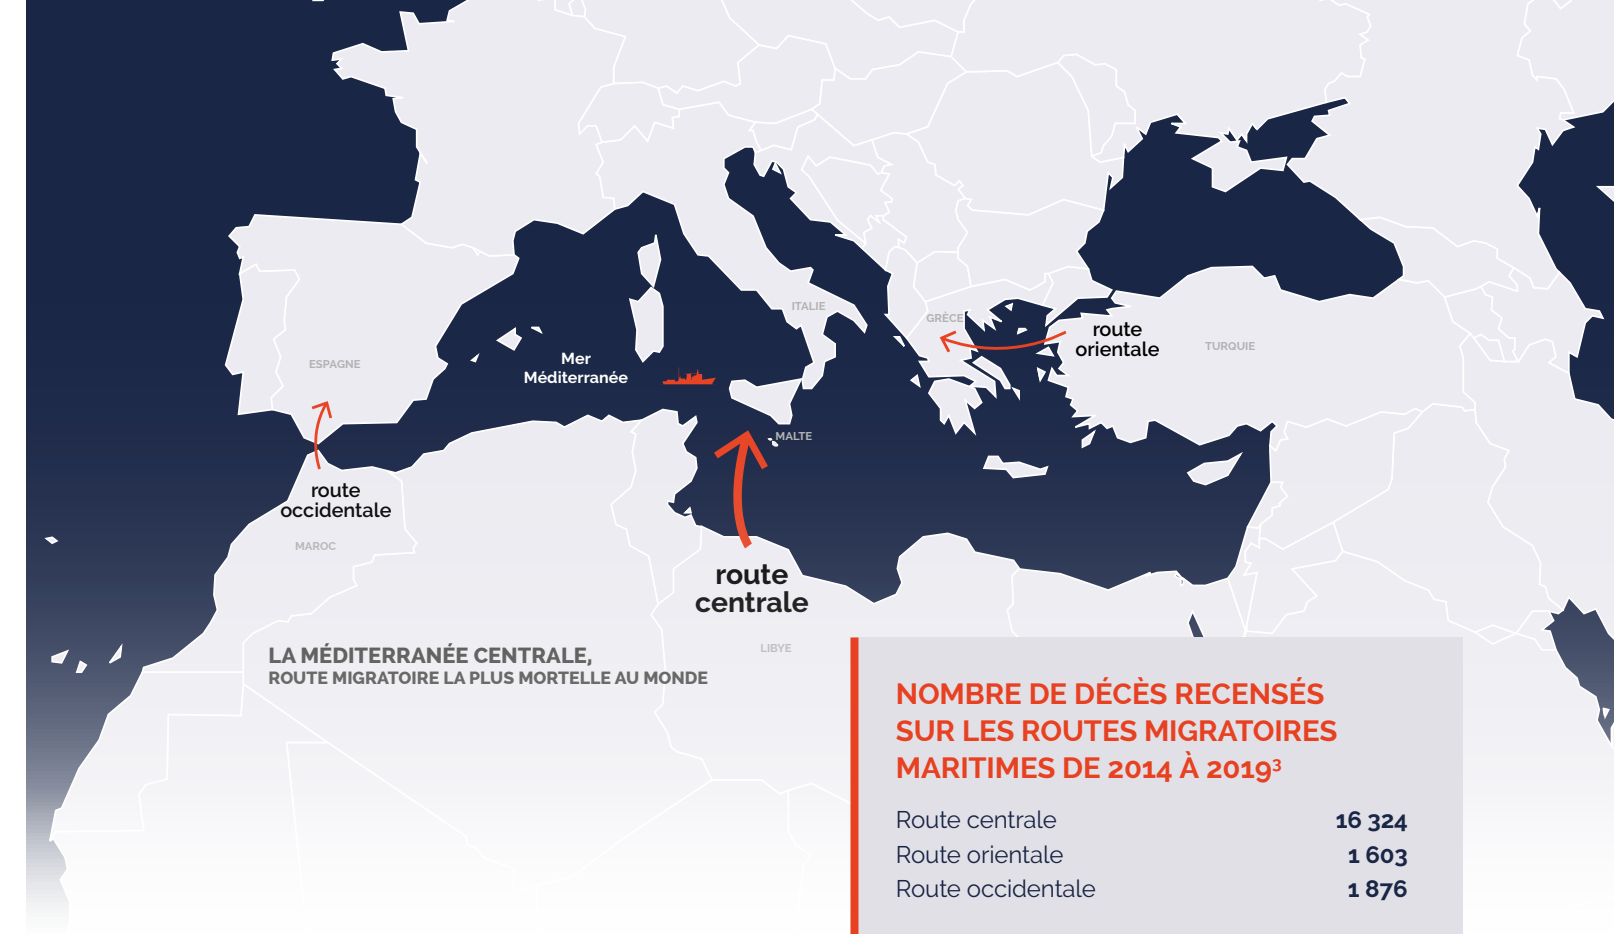 ITALIE
GRÈCE
route
orientale
TURQUIE
ESPAGNE
Mer
Méditerranée
MALTE
route
occidentale
MAROC
route
centrale
LIBYE
LA MÉDITERRANÉE CENTRALE,
ROUTE MIGRATOIRE LA PLUS MORTELLE AU MONDE
NOMBRE DE DÉCÈS RECENSÉS
SUR LES ROUTES MIGRATOIRES
MARITIMES DE 2014 À 2019³
Route centrale 16 324
Route orientale 1 603
Route occidentale 1 876